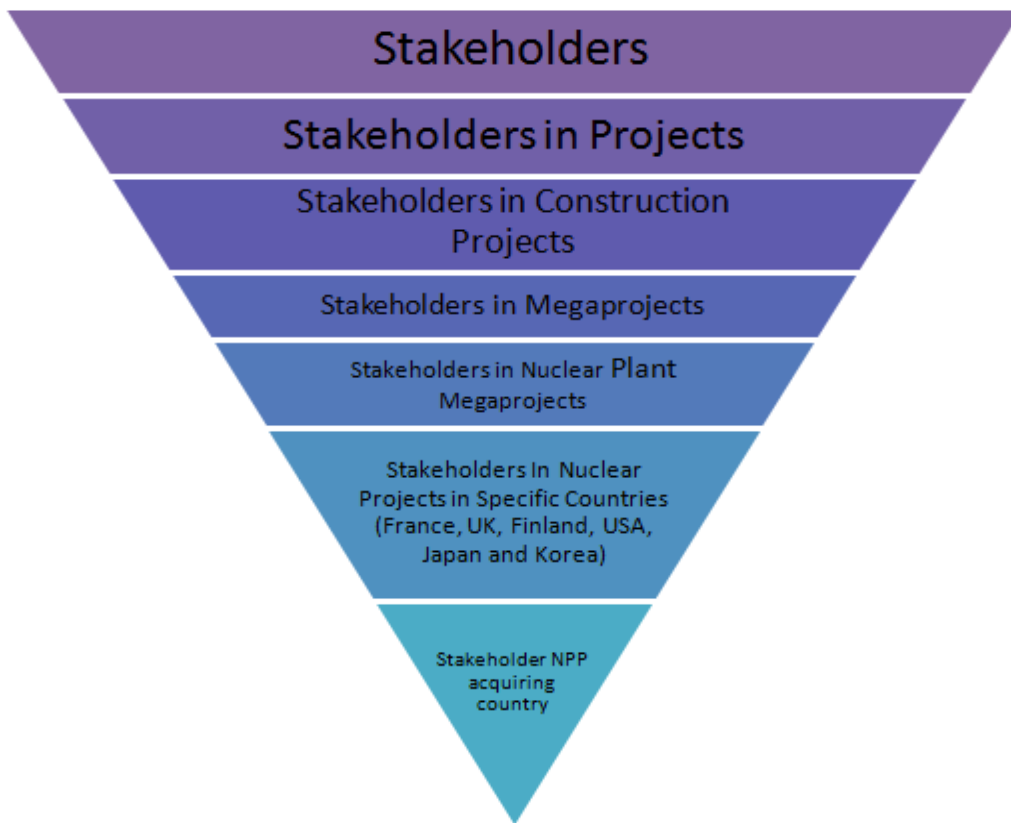 Stakeholders
Stakeholders in Projects
Stakeholders in Construction
Projects
Stakeholders in Megaprojects
Stakeholders in Nuclear Plant
Megaprojects
Stakeholders In Nuclear
Projects in Specific Countries
(France, UK, Finland, USA,
Japan and Korea)
Stakeholder NPP
acquiring
country